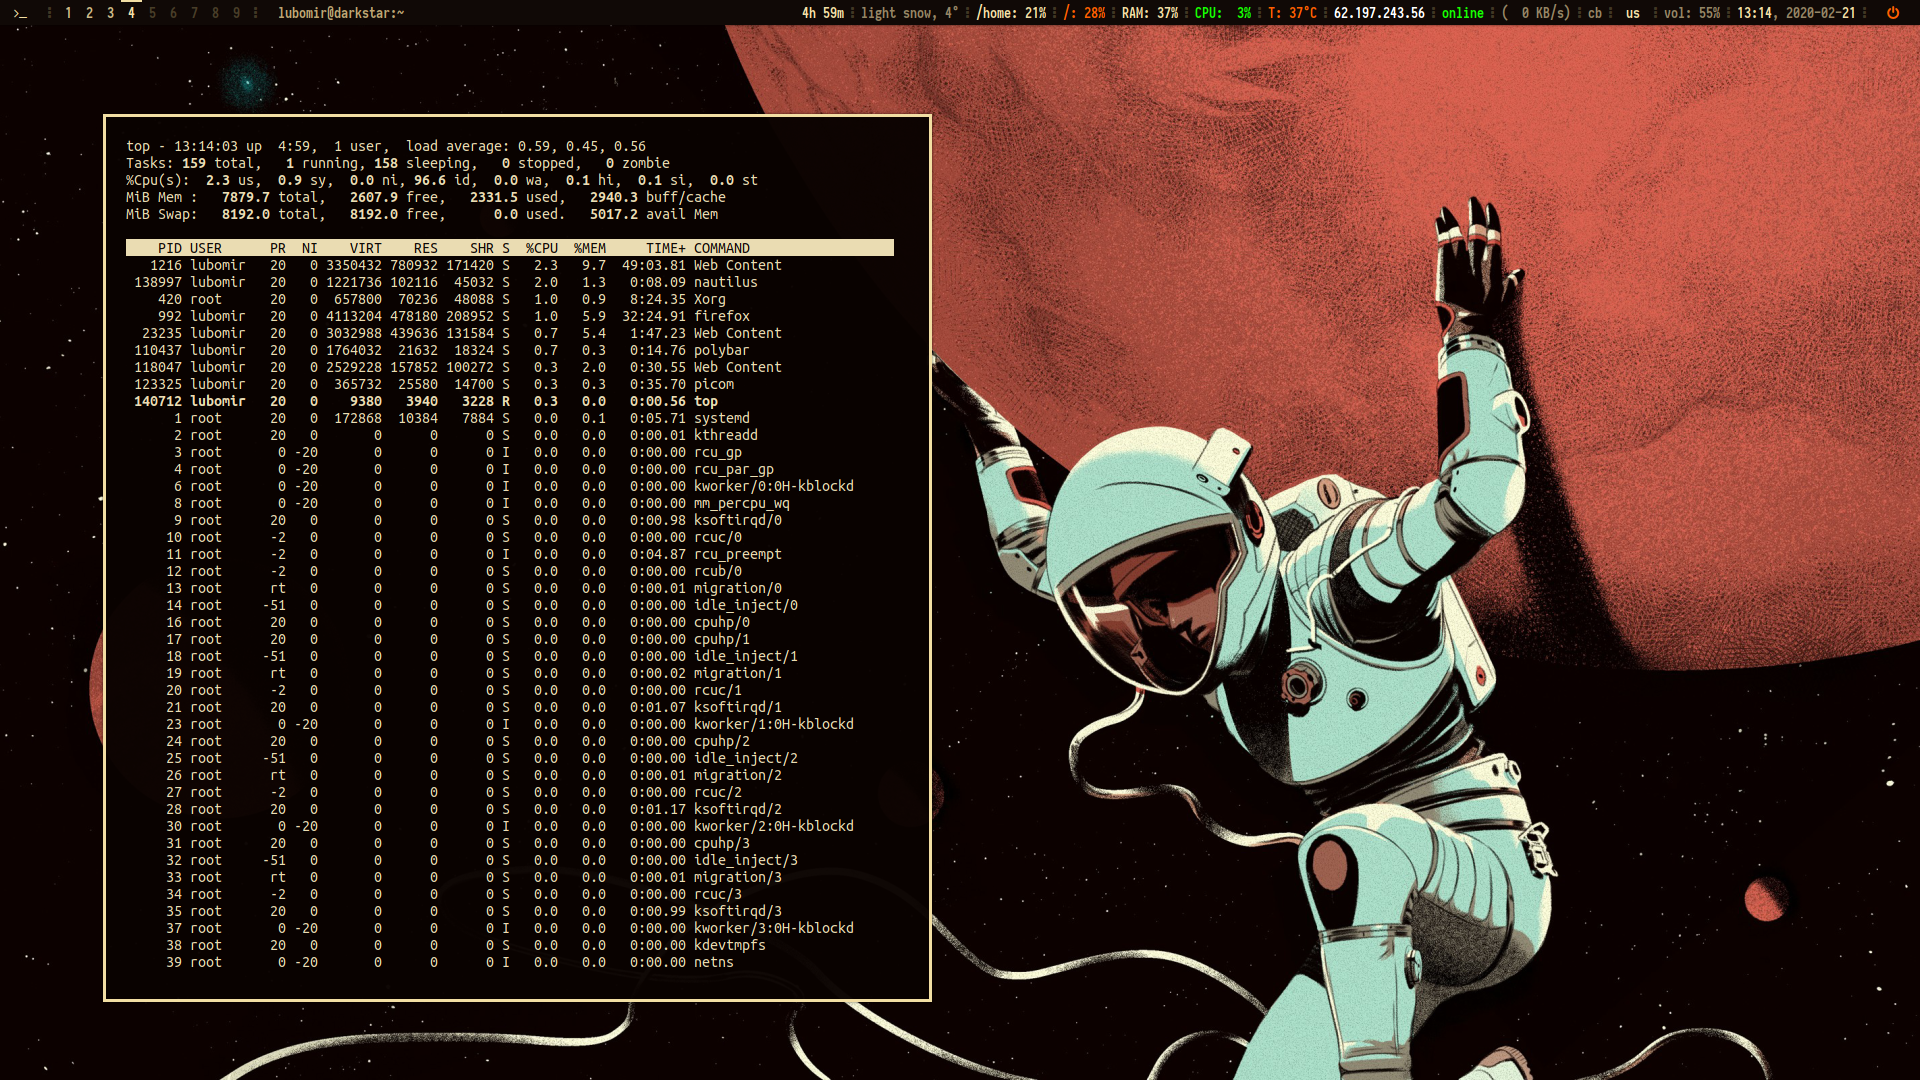 >_ ⁝ 1 2 3 4 5 6 7 8 9 ⁝ lubomir@darkstar:~ 4h 59m ⁝ light snow, 4° ⁝ /home: 21% ⁝ /: 28% ⁝ RAM: 37% ⁝ CPU: 3% ⁝ T: 37°C ⁝ 62.197.243.56 ⁝ online ⁝ ( 0 KB/s) ⁝ cb ⁝ us ⁝ vol: 55% ⁝ 13:14, 2020-02-21 ⁝
top - 13:14:03 up  4:59,  1 user,  load average: 0.59, 0.45, 0.56
Tasks: 159 total,   1 running, 158 sleeping,   0 stopped,   0 zombie
%Cpu(s):  2.3 us,  0.9 sy,  0.0 ni, 96.6 id,  0.0 wa,  0.1 hi,  0.1 si,  0.0 st
MiB Mem :   7879.7 total,   2607.9 free,   2331.5 used,   2940.3 buff/cache
MiB Swap:   8192.0 total,   8192.0 free,      0.0 used.   5017.2 avail Mem
PID USER PR NI VIRT RES SHR S %CPU %MEM TIME+ COMMAND
1216 lubomir 20 0 3350432 780932 171420 S 2.3 9.7 49:03.81 Web Content
138997 lubomir 20 0 1221736 102116 45032 S 2.0 1.3 0:08.09 nautilus
420 root 20 0 657800 70236 48088 S 1.0 0.9 8:24.35 Xorg
992 lubomir 20 0 4113204 478180 208952 S 1.0 5.9 32:24.91 firefox
23235 lubomir 20 0 3032988 439636 131584 S 0.7 5.4 1:47.23 Web Content
110437 lubomir 20 0 1764032 21632 18324 S 0.7 0.3 0:14.76 polybar
118047 lubomir 20 0 2529228 157852 100272 S 0.3 2.0 0:30.55 Web Content
123325 lubomir 20 0 365732 25580 14700 S 0.3 0.3 0:35.70 picom
140712 lubomir 20 0 9380 3940 3228 R 0.3 0.0 0:00.56 top
1 root 20 0 172868 10384 7884 S 0.0 0.1 0:05.71 systemd
2 root 20 0 0 0 0 S 0.0 0.0 0:00.01 kthreadd
3 root 0 -20 0 0 0 I 0.0 0.0 0:00.00 rcu_gp
4 root 0 -20 0 0 0 I 0.0 0.0 0:00.00 rcu_par_gp
6 root 0 -20 0 0 0 I 0.0 0.0 0:00.00 kworker/0:0H-kblockd
8 root 0 -20 0 0 0 I 0.0 0.0 0:00.00 mm_percpu_wq
9 root 20 0 0 0 0 S 0.0 0.0 0:00.98 ksoftirqd/0
10 root -2 0 0 0 0 S 0.0 0.0 0:00.00 rcuc/0
11 root -2 0 0 0 0 I 0.0 0.0 0:04.87 rcu_preempt
12 root -2 0 0 0 0 S 0.0 0.0 0:00.00 rcub/0
13 root rt 0 0 0 0 S 0.0 0.0 0:00.01 migration/0
14 root -51 0 0 0 0 S 0.0 0.0 0:00.00 idle_inject/0
16 root 20 0 0 0 0 S 0.0 0.0 0:00.00 cpuhp/0
17 root 20 0 0 0 0 S 0.0 0.0 0:00.00 cpuhp/1
18 root -51 0 0 0 0 S 0.0 0.0 0:00.00 idle_inject/1
19 root rt 0 0 0 0 S 0.0 0.0 0:00.02 migration/1
20 root -2 0 0 0 0 S 0.0 0.0 0:00.00 rcuc/1
21 root 20 0 0 0 0 S 0.0 0.0 0:01.07 ksoftirqd/1
23 root 0 -20 0 0 0 I 0.0 0.0 0:00.00 kworker/1:0H-kblockd
24 root 20 0 0 0 0 S 0.0 0.0 0:00.00 cpuhp/2
25 root -51 0 0 0 0 S 0.0 0.0 0:00.00 idle_inject/2
26 root rt 0 0 0 0 S 0.0 0.0 0:00.01 migration/2
27 root -2 0 0 0 0 S 0.0 0.0 0:00.00 rcuc/2
28 root 20 0 0 0 0 S 0.0 0.0 0:01.17 ksoftirqd/2
30 root 0 -20 0 0 0 I 0.0 0.0 0:00.00 kworker/2:0H-kblockd
31 root 20 0 0 0 0 S 0.0 0.0 0:00.00 cpuhp/3
32 root -51 0 0 0 0 S 0.0 0.0 0:00.00 idle_inject/3
33 root rt 0 0 0 0 S 0.0 0.0 0:00.01 migration/3
34 root -2 0 0 0 0 S 0.0 0.0 0:00.00 rcuc/3
35 root 20 0 0 0 0 S 0.0 0.0 0:00.99 ksoftirqd/3
37 root 0 -20 0 0 0 I 0.0 0.0 0:00.00 kworker/3:0H-kblockd
38 root 20 0 0 0 0 S 0.0 0.0 0:00.00 kdevtmpfs
39 root 0 -20 0 0 0 I 0.0 0.0 0:00.00 netns